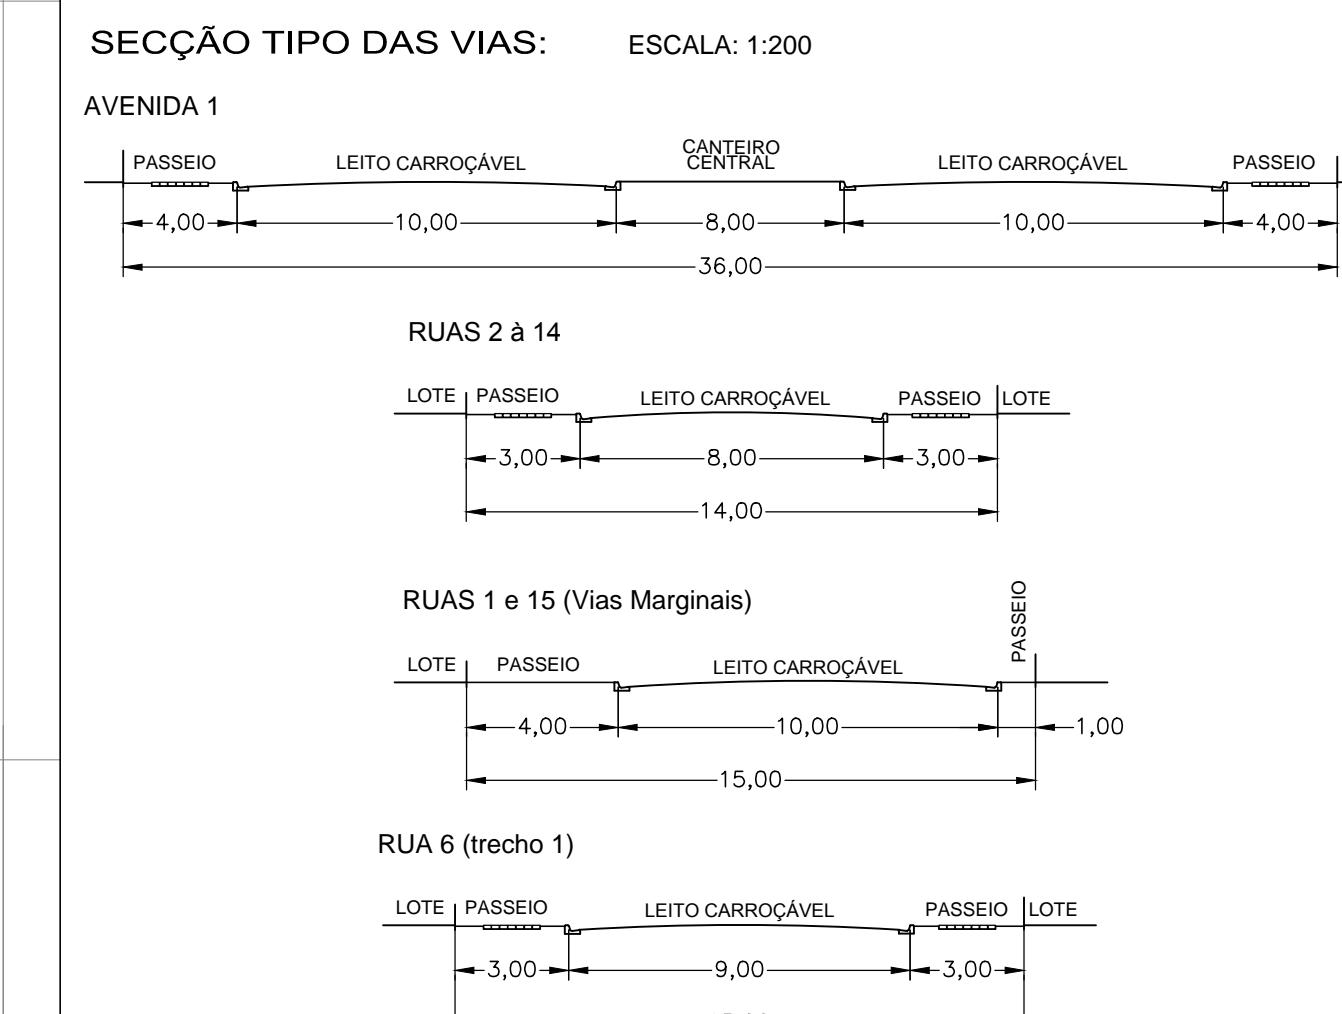 SECÇÃO TIPO DAS VIAS: ESCALA: 1:200
AVENIDA 1
PASSEIO LEITO CARROÇÁVEL CANTEIRO CENTRAL LEITO CARROÇÁVEL PASSEIO
4,00 10,00 8,00 10,00 4,00
36,00
RUAS 2 à 14
LOTE PASSEIO LEITO CARROÇÁVEL PASSEIO LOTE
3,00 8,00 3,00
14,00
RUAS 1 e 15 (Vias Marginais)
LOTE PASSEIO LEITO CARROÇÁVEL PASSEIO
4,00 10,00 1,00
15,00
RUA 6 (trecho 1)
LOTE PASSEIO LEITO CARROÇÁVEL PASSEIO LOTE
3,00 9,00 3,00